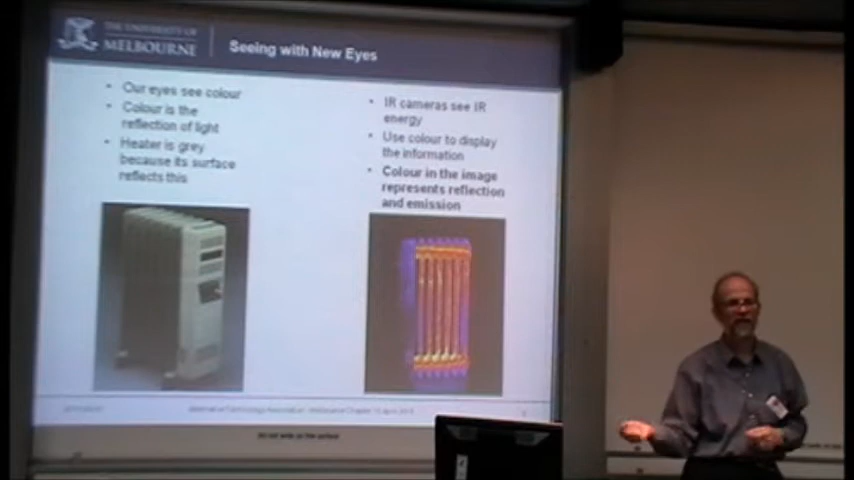 THE UNIVERSITY OF
MELBOURNE
Seeing with New Eyes
• Our eyes see colour
• Colour is the
reflection of light
• Heater is grey
because its surface
reflects this
• IR cameras see IR
energy
• Use colour to display
the information
• Colour in the image
represents reflection
and emission